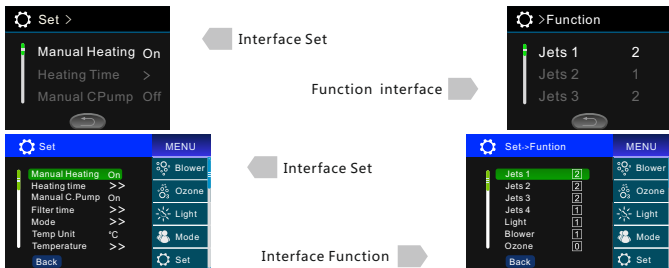 Set >
Manual Heating On
Heating Time >
Manual CPump Off
Interface Set
Function interface
>Function
Jets 1 2
Jets 2 1
Jets 3 2
Set
MENU
Manual Heating On
Heating time >>
Manual C.Pump On
Filter time >>
Mode >>
Temp Unit °C
Temperature >>
Back
Blower
O3 Ozone
Light
Mode
Set
Interface Set
Interface Function
Set->Funtion
MENU
Jets 1 2
Jets 2 2
Jets 3 2
Jets 4 1
Light 1
Blower 1
Ozone 0
Back
Blower
O3 Ozone
Light
Mode
Set